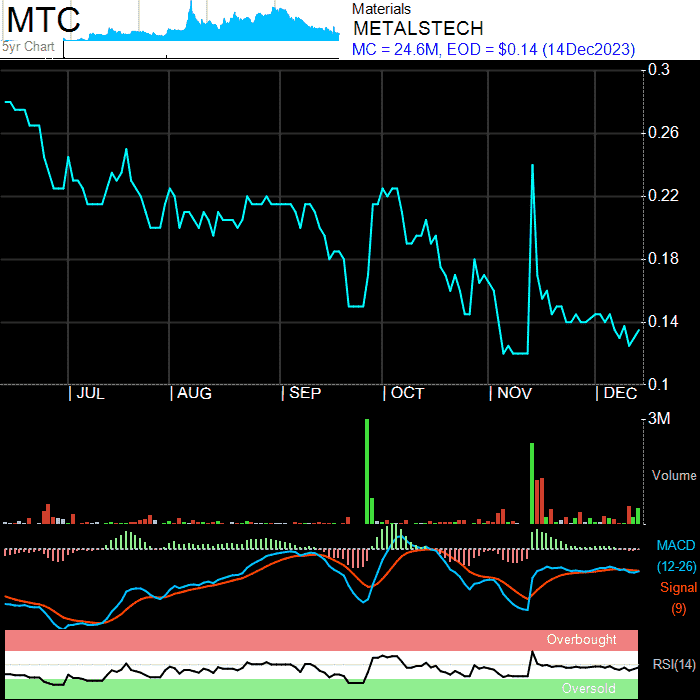 MTC
5yr Chart
Materials
METALSTECH
MC = 24.6M, EOD = $0.14 (14Dec2023)
0.3
0.26
0.22
0.18
0.14
0.1
| JUL | AUG | SEP | OCT | NOV | DEC
3M
Volume
MACD
(12-26)
Signal
(9)
Overbought
RSI(14)
Oversold